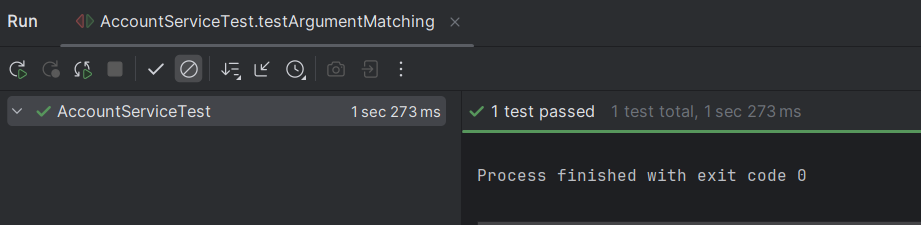 Run AccountServiceTest.testArgumentMatching
AccountServiceTest 1 sec 273 ms
1 test passed 1 test total, 1 sec 273 ms
Process finished with exit code 0